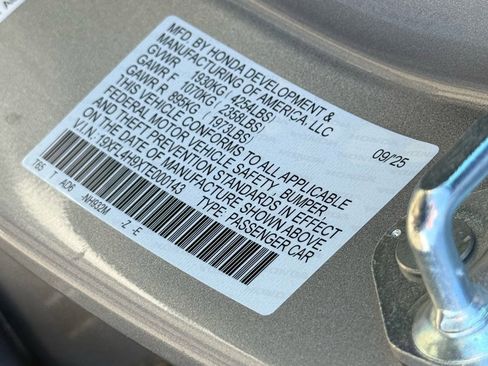 MFD. BY HONDA DEVELOPMENT &
MANUFACTURING OF AMERICA, LLC
09/25
GVWR 1930KG ( 4254LBS)
GAWR F 1070KG ( 2358LBS)
GAWR R 895KG ( 1973LBS)
THIS VEHICLE CONFORMS TO ALL APPLICABLE
FEDERAL MOTOR VEHICLE SAFETY, BUMPER,
AND THEFT PREVENTION STANDARDS IN EFFECT
ON THE DATE OF MANUFACTURE SHOWN ABOVE.
V.I.N: 19XFL4H9XTE000143
TYPE: PASSENGER CAR
T6S T AD6 -NH932M -Z -E